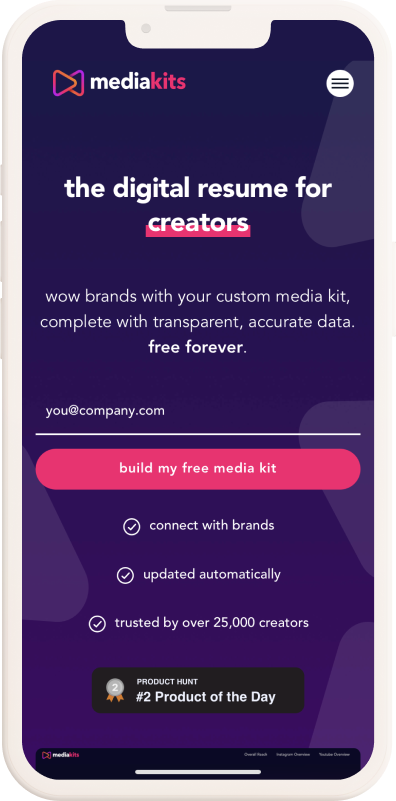 mediakits
the digital resume for
creators
wow brands with your custom media kit,
complete with transparent, accurate data.
free forever.
you@company.com
build my free media kit
connect with brands
updated automatically
trusted by over 25,000 creators
2
PRODUCT HUNT
#2 Product of the Day
mediakits
Overall Reach Instagram Overview Youtube Overview